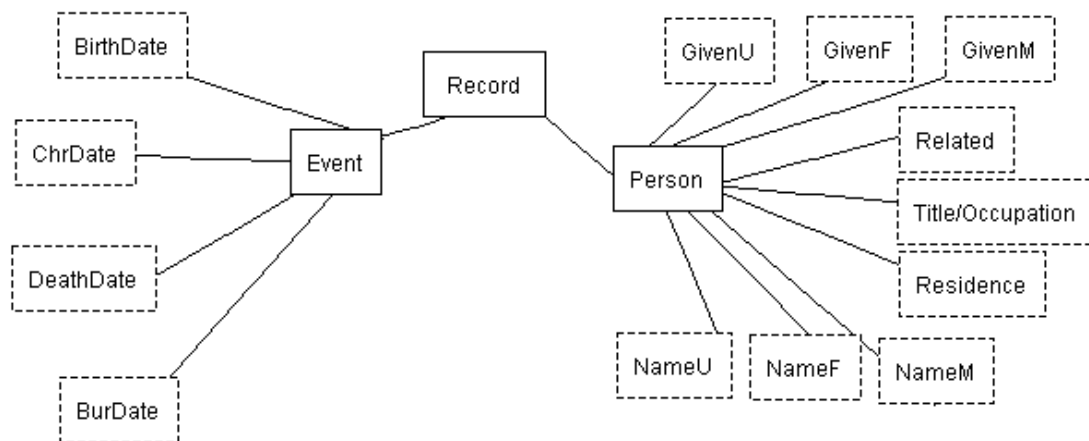 BirthDate
GivenU
GivenF
GivenM
Record
ChrDate
Event
Related
Person
Title/Occupation
DeathDate
Residence
NameU
NameF
NameM
BurDate